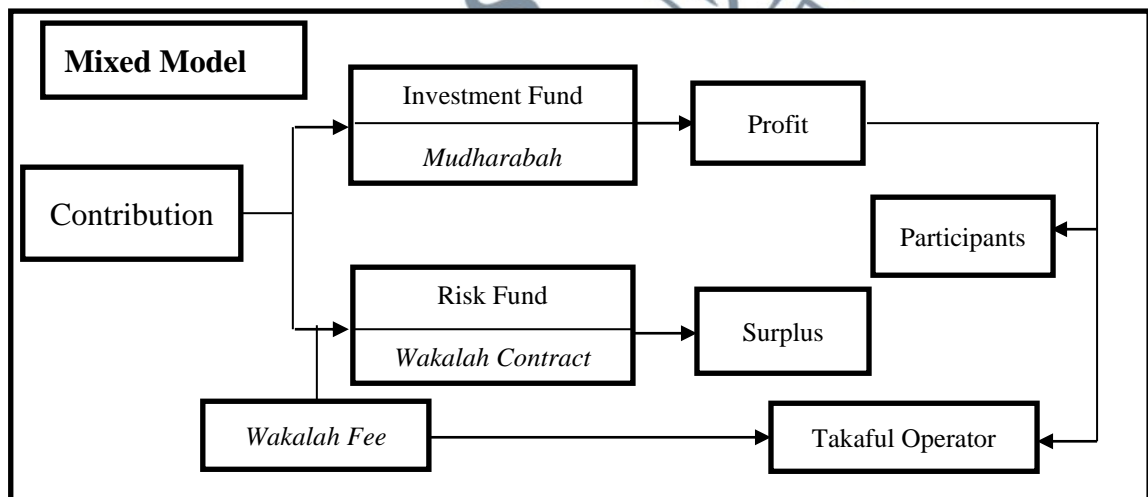 Mixed Model
Investment Fund
Mudharabah
Profit
Contribution
Participants
Risk Fund
Wakalah Contract
Surplus
Wakalah Fee
Takaful Operator